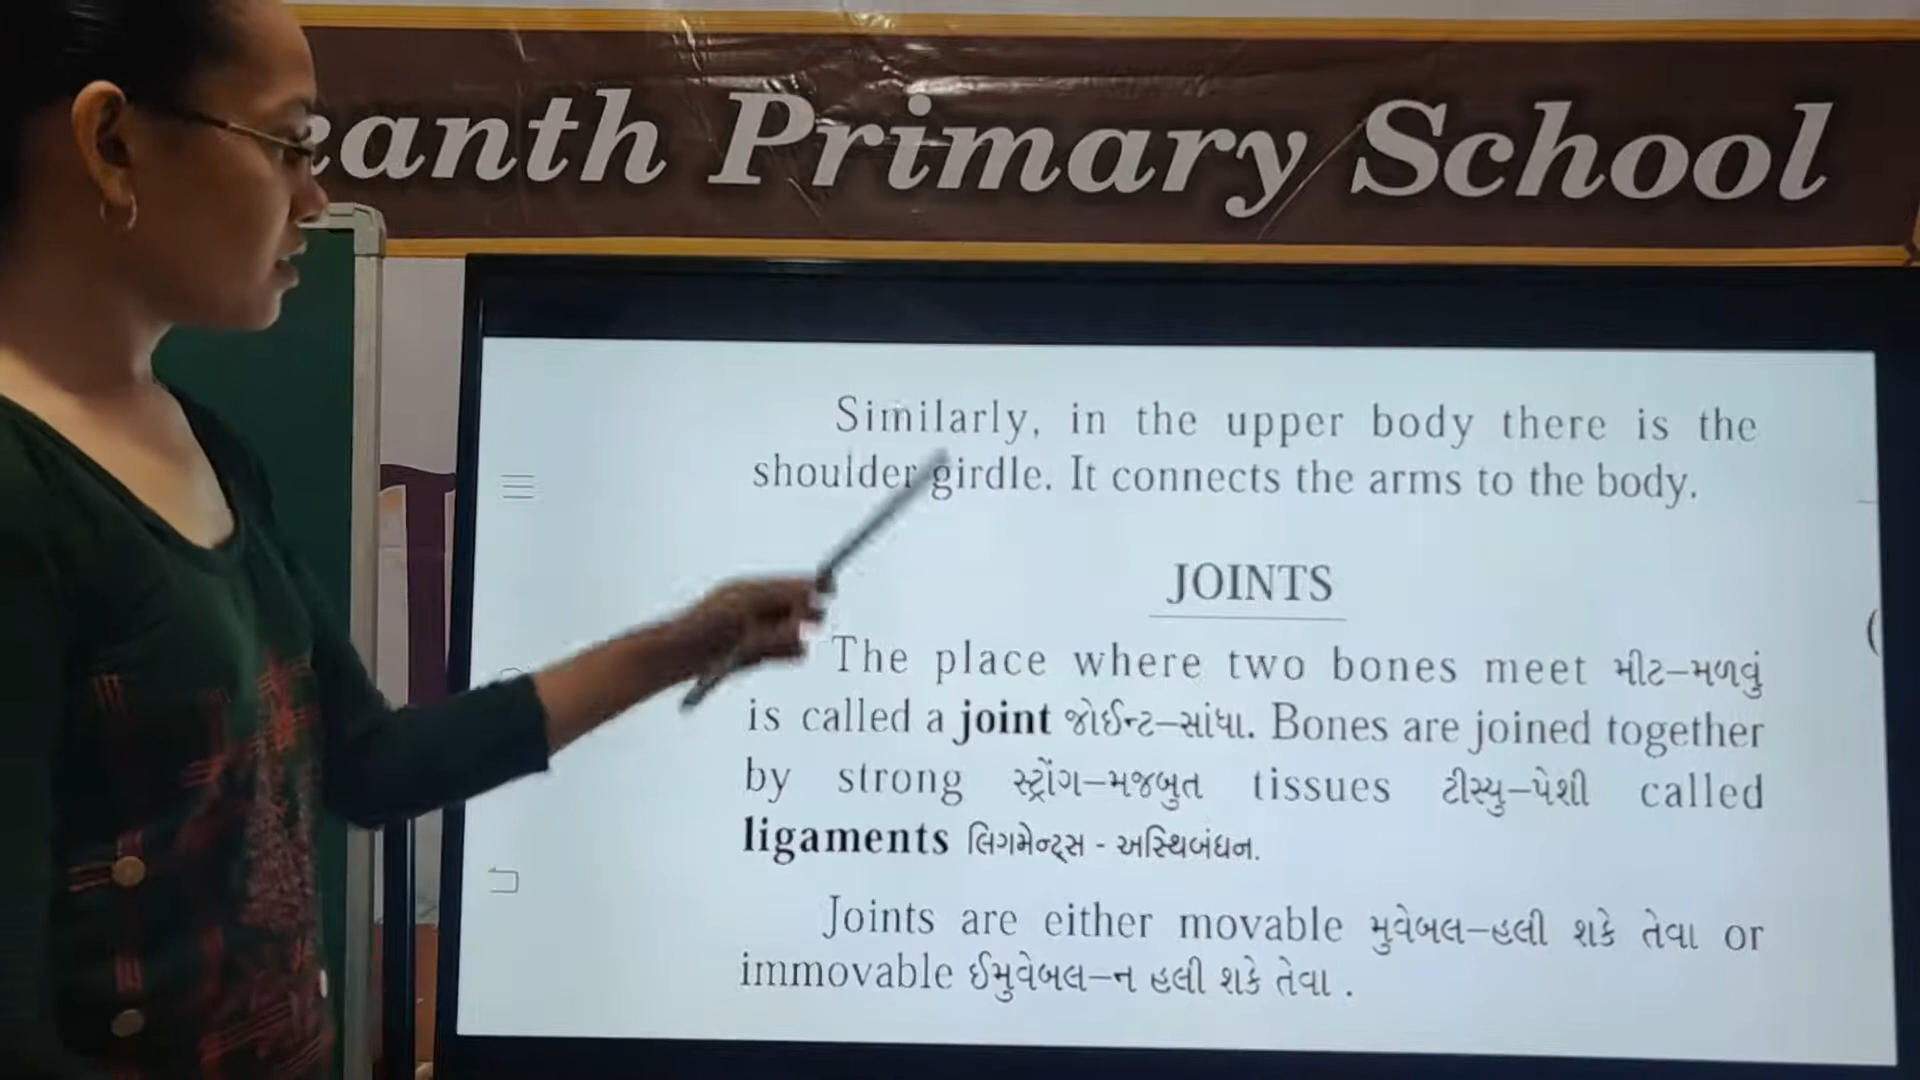 Primary School
Similarly, in the upper body there is the
shoulder girdle. It connects the arms to the body.
JOINTS
The place where two bones meet મીટ–મળવું
is called a joint જોઈન્ટ–સાંધા. Bones are joined together
by strong સ્ટ્રોંગ–મજબુત tissues ટીસ્યુ–પેશી called
ligaments લિગમેન્ટ્સ - અસ્થિબંધન.
Joints are either movable મુવેબલ–હલી શકે તેવા or
immovable ઈમુવેબલ–ન હલી શકે તેવા .